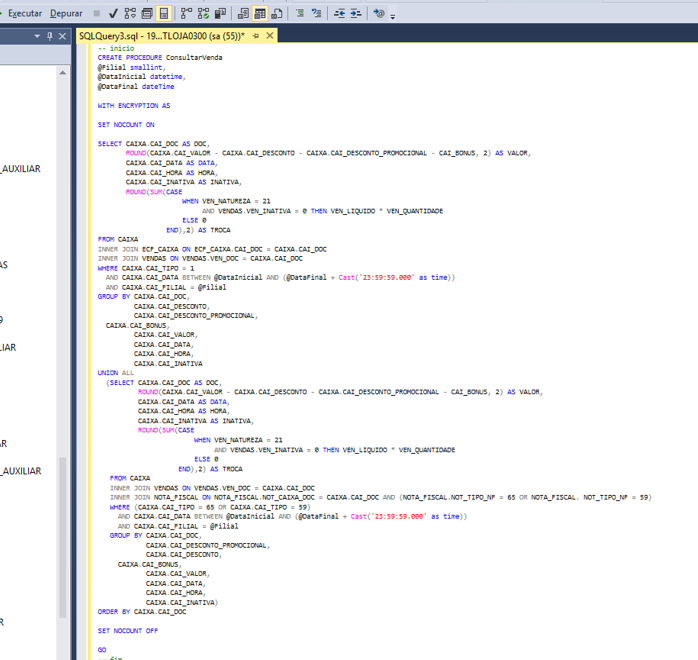 Executar Depurar
SQLQuery3.sql - 19...TLOJA0300 (sa (55))*
_AUXILIAR
AS
9
LIAR
AR
_AUXILIAR
R
-- inicio
CREATE PROCEDURE ConsultarVenda
@Filial smallint,
@DataInicial datetime,
@DataFinal dateTime
WITH ENCRYPTION AS
SET NOCOUNT ON
SELECT CAIXA.CAI_DOC AS DOC,
ROUND(CAIXA.CAI_VALOR - CAIXA.CAI_DESCONTO - CAIXA.CAI_DESCONTO_PROMOCIONAL - CAI_BONUS, 2) AS VALOR,
CAIXA.CAI_DATA AS DATA,
CAIXA.CAI_HORA AS HORA,
CAIXA.CAI_INATIVA AS INATIVA,
ROUND(SUM(CASE
WHEN VEN_NATUREZA = 21
AND VENDAS.VEN_INATIVA = 0 THEN VEN_LIQUIDO * VEN_QUANTIDADE
ELSE 0
END),2) AS TROCA
FROM CAIXA
INNER JOIN ECF_CAIXA ON ECF_CAIXA.CAI_DOC = CAIXA.CAI_DOC
INNER JOIN VENDAS ON VENDAS.VEN_DOC = CAIXA.CAI_DOC
WHERE CAIXA.CAI_TIPO = 1
AND CAIXA.CAI_DATA BETWEEN @DataInicial AND (@DataFinal + Cast('23:59:59.000' as time))
AND CAIXA.CAI_FILIAL = @Filial
GROUP BY CAIXA.CAI_DOC,
CAIXA.CAI_DESCONTO,
CAIXA.CAI_DESCONTO_PROMOCIONAL,
CAIXA.CAI_BONUS,
CAIXA.CAI_VALOR,
CAIXA.CAI_DATA,
CAIXA.CAI_HORA,
CAIXA.CAI_INATIVA
UNION ALL
(SELECT CAIXA.CAI_DOC AS DOC,
ROUND(CAIXA.CAI_VALOR - CAIXA.CAI_DESCONTO - CAIXA.CAI_DESCONTO_PROMOCIONAL - CAI_BONUS, 2) AS VALOR,
CAIXA.CAI_DATA AS DATA,
CAIXA.CAI_HORA AS HORA,
CAIXA.CAI_INATIVA AS INATIVA,
ROUND(SUM(CASE
WHEN VEN_NATUREZA = 21
AND VENDAS.VEN_INATIVA = 0 THEN VEN_LIQUIDO * VEN_QUANTIDADE
ELSE 0
END),2) AS TROCA
FROM CAIXA
INNER JOIN VENDAS ON VENDAS.VEN_DOC = CAIXA.CAI_DOC
INNER JOIN NOTA_FISCAL ON NOTA_FISCAL.NOT_CAIXA_DOC = CAIXA.CAI_DOC AND (NOTA_FISCAL.NOT_TIPO_NF = 65 OR NOTA_FISCAL. NOT_TIPO_NF = 59)
WHERE (CAIXA.CAI_TIPO = 65 OR CAIXA.CAI_TIPO = 59)
AND CAIXA.CAI_DATA BETWEEN @DataInicial AND (@DataFinal + Cast('23:59:59.000' as time))
AND CAIXA.CAI_FILIAL = @Filial
GROUP BY CAIXA.CAI_DOC,
CAIXA.CAI_DESCONTO_PROMOCIONAL,
CAIXA.CAI_DESCONTO,
CAIXA.CAI_BONUS,
CAIXA.CAI_VALOR,
CAIXA.CAI_DATA,
CAIXA.CAI_HORA,
CAIXA.CAI_INATIVA)
ORDER BY CAIXA.CAI_DOC
SET NOCOUNT OFF
GO
-- fim